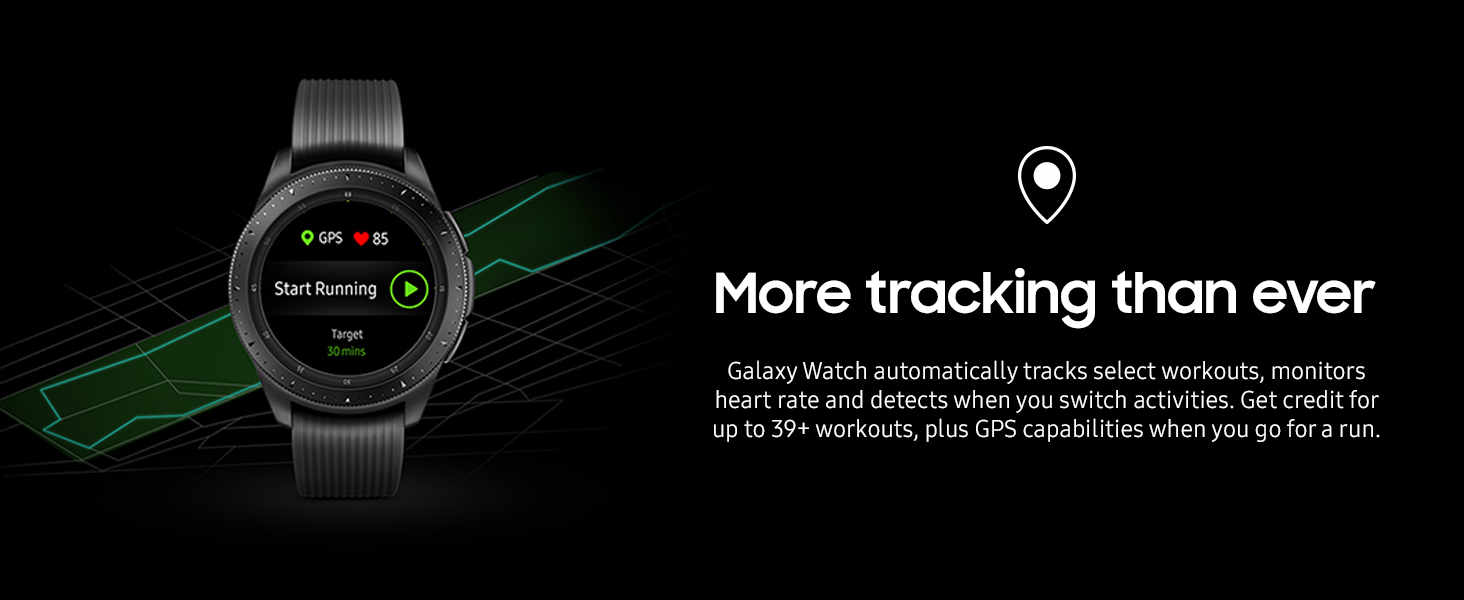 GPS 85
Start Running
Target
30 mins
More tracking than ever
Galaxy Watch automatically tracks select workouts, monitors
heart rate and detects when you switch activities. Get credit for
up to 39+ workouts, plus GPS capabilities when you go for a run.